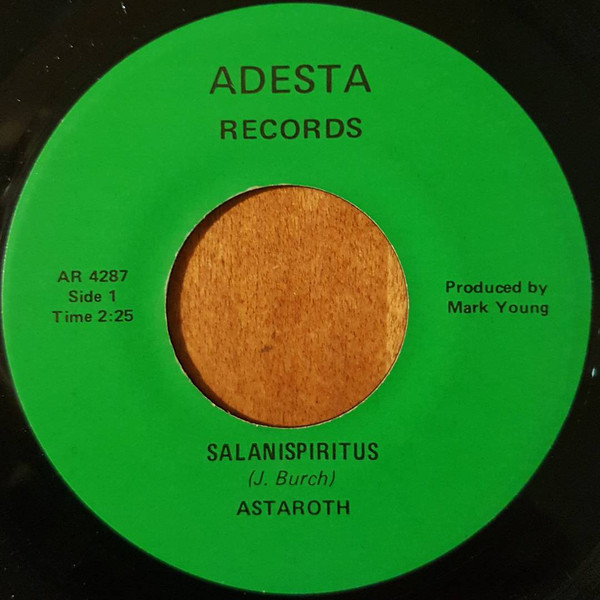 ADESTA
RECORDS
AR 4287
Side 1
Time 2:25
Produced by
Mark Young
SALANISPIRITUS
(J. Burch)
ASTAROTH